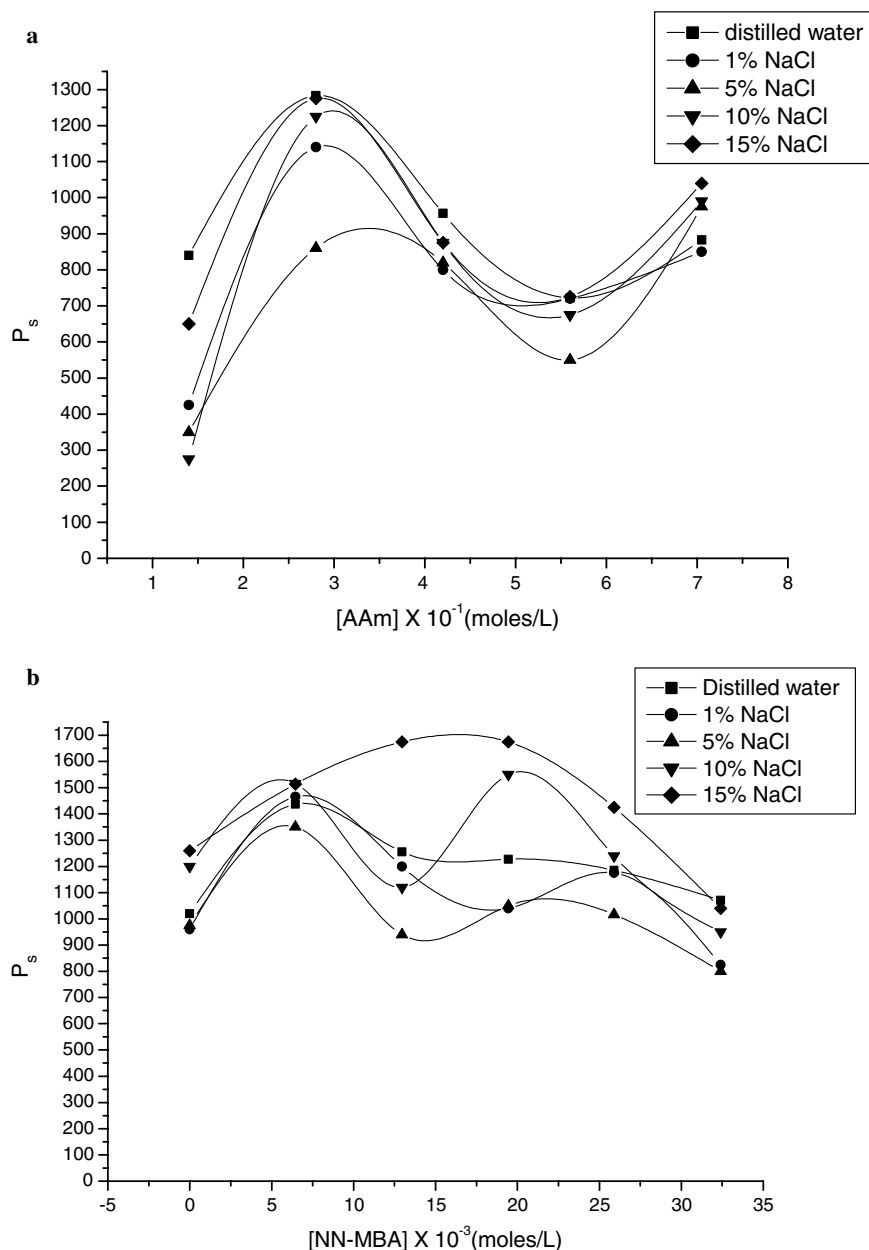 a
distilled water
1% NaCl
5% NaCl
10% NaCl
15% NaCl
1300
1200
1100
1000
900
800
700
600
500
400
300
200
100
0
P_s
1 2 3 4 5 6 7 8
[AAm] X 10^-1(moles/L)
b
Distilled water
1% NaCl
5% NaCl
10% NaCl
15% NaCl
1700
1600
1500
1400
1300
1200
1100
1000
900
800
700
600
500
400
300
200
100
0
P_s
-5 0 5 10 15 20 25 30 35
[NN-MBA] X 10^-3(moles/L)